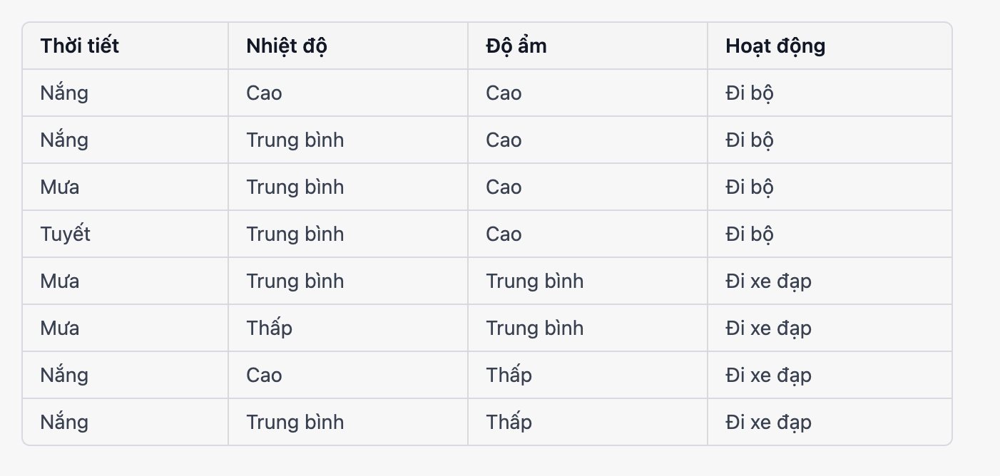 Thời tiết Nhiệt độ Độ ẩm Hoạt động
Nắng Cao Cao Đi bộ
Nắng Trung bình Cao Đi bộ
Mưa Trung bình Cao Đi bộ
Tuyết Trung bình Cao Đi bộ
Mưa Trung bình Trung bình Đi xe đạp
Mưa Thấp Trung bình Đi xe đạp
Nắng Cao Thấp Đi xe đạp
Nắng Trung bình Thấp Đi xe đạp